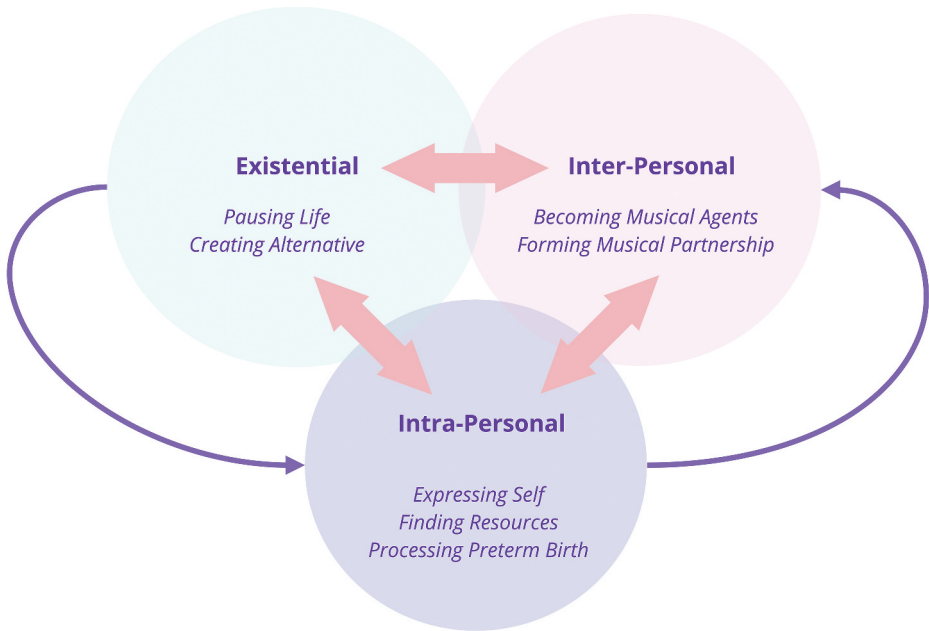 Existential
Pausing Life
Creating Alternative
Inter-Personal
Becoming Musical Agents
Forming Musical Partnership
Intra-Personal
Expressing Self
Finding Resources
Processing Preterm Birth